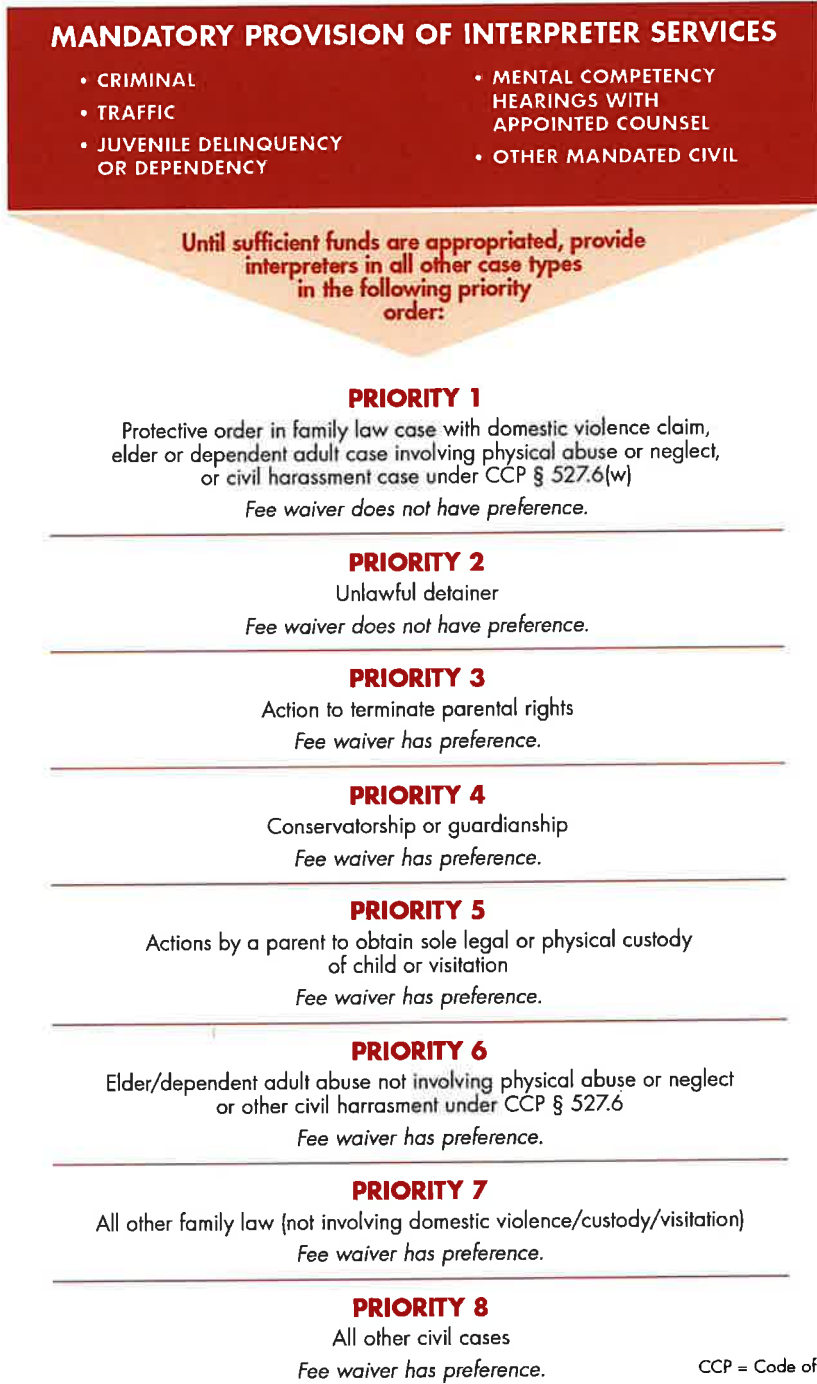 MANDATORY PROVISION OF INTERPRETER SERVICES
• CRIMINAL
• TRAFFIC
• JUVENILE DELINQUENCY
OR DEPENDENCY
• MENTAL COMPETENCY
HEARINGS WITH
APPOINTED COUNSEL
• OTHER MANDATED CIVIL
Until sufficient funds are appropriated, provide
interpreters in all other case types
in the following priority
order:
PRIORITY 1
Protective order in family law case with domestic violence claim,
elder or dependent adult case involving physical abuse or neglect,
or civil harassment case under CCP § 527.6(w)
Fee waiver does not have preference.
PRIORITY 2
Unlawful detainer
Fee waiver does not have preference.
PRIORITY 3
Action to terminate parental rights
Fee waiver has preference.
PRIORITY 4
Conservatorship or guardianship
Fee waiver has preference.
PRIORITY 5
Actions by a parent to obtain sole legal or physical custody
of child or visitation
Fee waiver has preference.
PRIORITY 6
Elder/dependent adult abuse not involving physical abuse or neglect
or other civil harrasment under CCP § 527.6
Fee waiver has preference.
PRIORITY 7
All other family law (not involving domestic violence/custody/visitation)
Fee waiver has preference.
PRIORITY 8
All other civil cases
Fee waiver has preference.
CCP = Code of